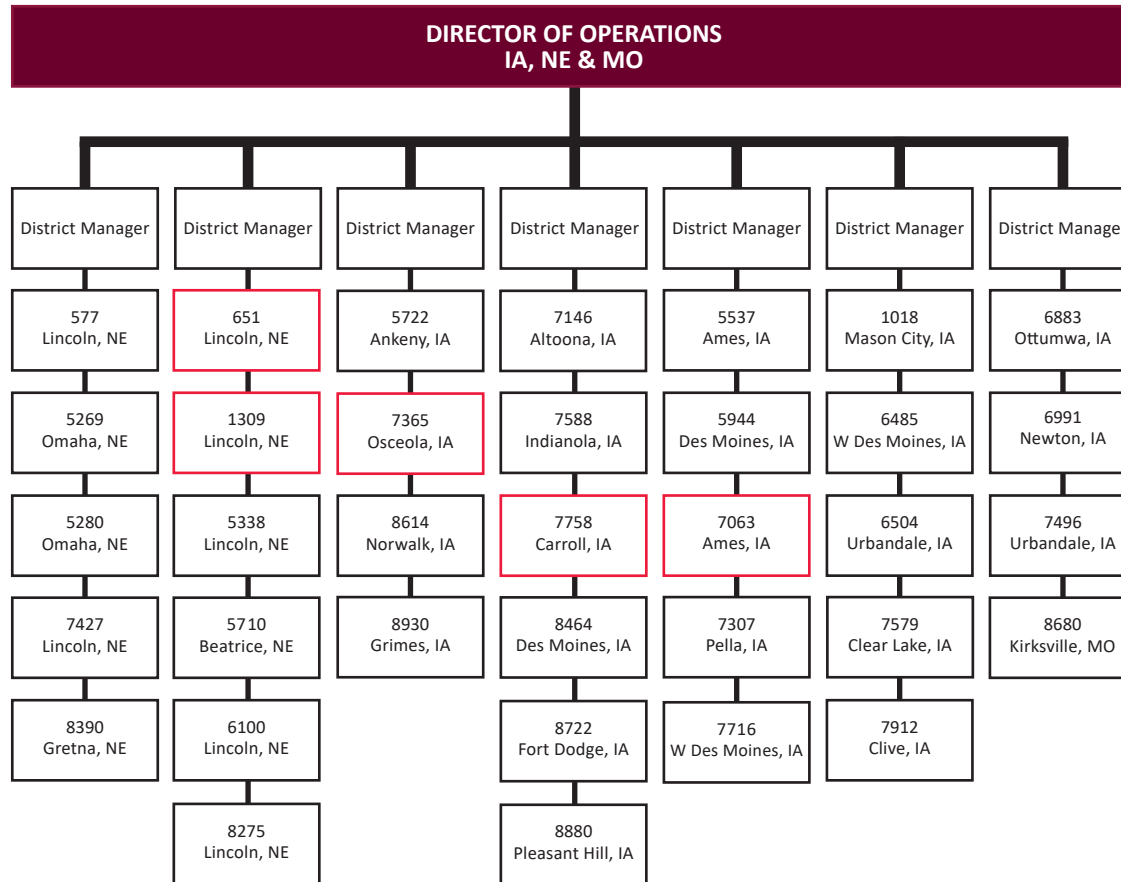 DIRECTOR OF OPERATIONS
IA, NE & MO
District Manager
577
Lincoln, NE
5269
Omaha, NE
5280
Omaha, NE
7427
Lincoln, NE
8390
Gretna, NE
District Manager
651
Lincoln, NE
1309
Lincoln, NE
5338
Lincoln, NE
5710
Beatrice, NE
6100
Lincoln, NE
8275
Lincoln, NE
District Manager
5722
Ankeny, IA
7365
Osceola, IA
8614
Norwalk, IA
8930
Grimes, IA
District Manager
7146
Altoona, IA
7588
Indianola, IA
7758
Carroll, IA
8464
Des Moines, IA
8722
Fort Dodge, IA
8880
Pleasant Hill, IA
District Manager
5537
Ames, IA
5944
Des Moines, IA
7063
Ames, IA
7307
Pella, IA
7716
W Des Moines, IA
District Manager
1018
Mason City, IA
6485
W Des Moines, IA
6504
Urbandale, IA
7579
Clear Lake, IA
7912
Clive, IA
District Manage
6883
Ottumwa, IA
6991
Newton, IA
7496
Urbandale, IA
8680
Kirksville, MO